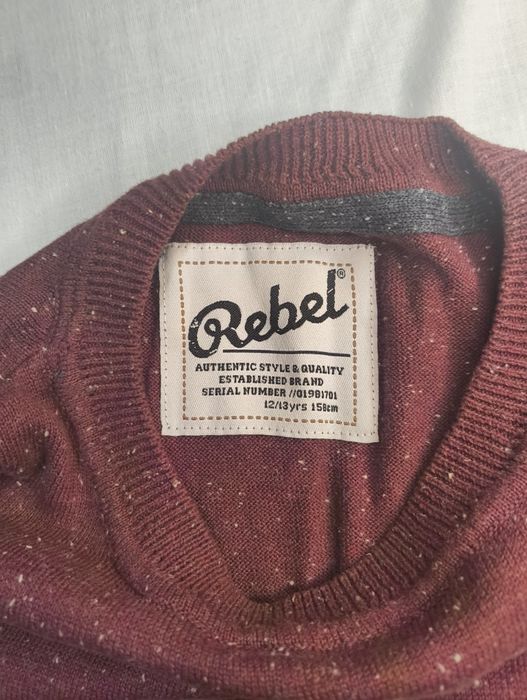 Rebel®
AUTHENTIC STYLE & QUALITY
ESTABLISHED BRAND
SERIAL NUMBER //01981701
12/13yrs 158cm